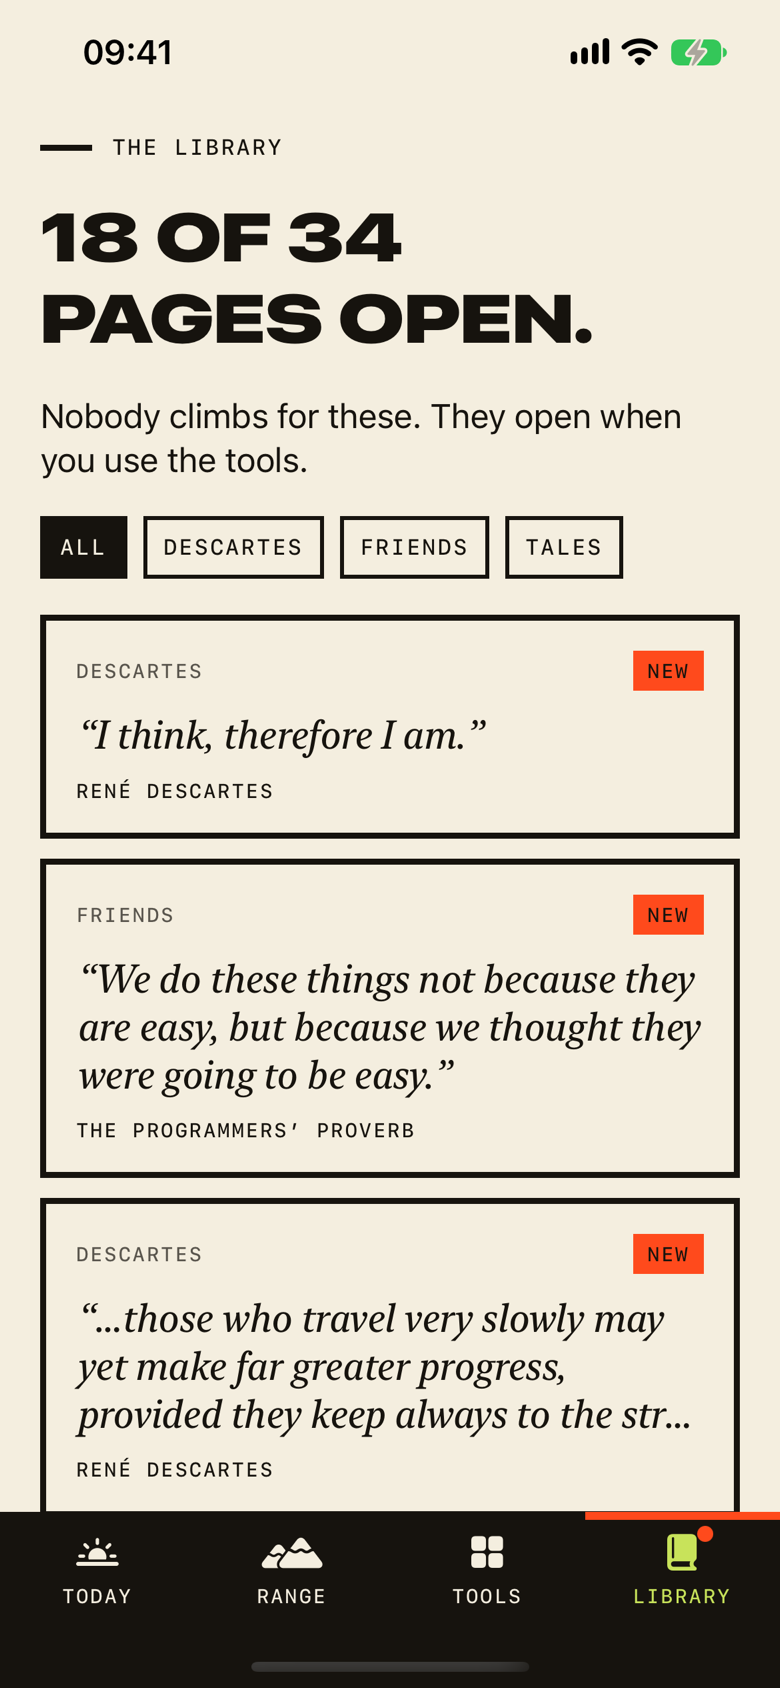 09:41
THE LIBRARY
18 OF 34
PAGES OPEN.
Nobody climbs for these. They open when
you use the tools.
ALL
DESCARTES
FRIENDS
TALES
DESCARTES
NEW
“I think, therefore I am.”
RENÉ DESCARTES
FRIENDS
NEW
“We do these things not because they
are easy, but because we thought they
were going to be easy.”
THE PROGRAMMERS’ PROVERB
DESCARTES
NEW
“...those who travel very slowly may
yet make far greater progress,
provided they keep always to the str...
RENÉ DESCARTES
TODAY
RANGE
TOOLS
LIBRARY